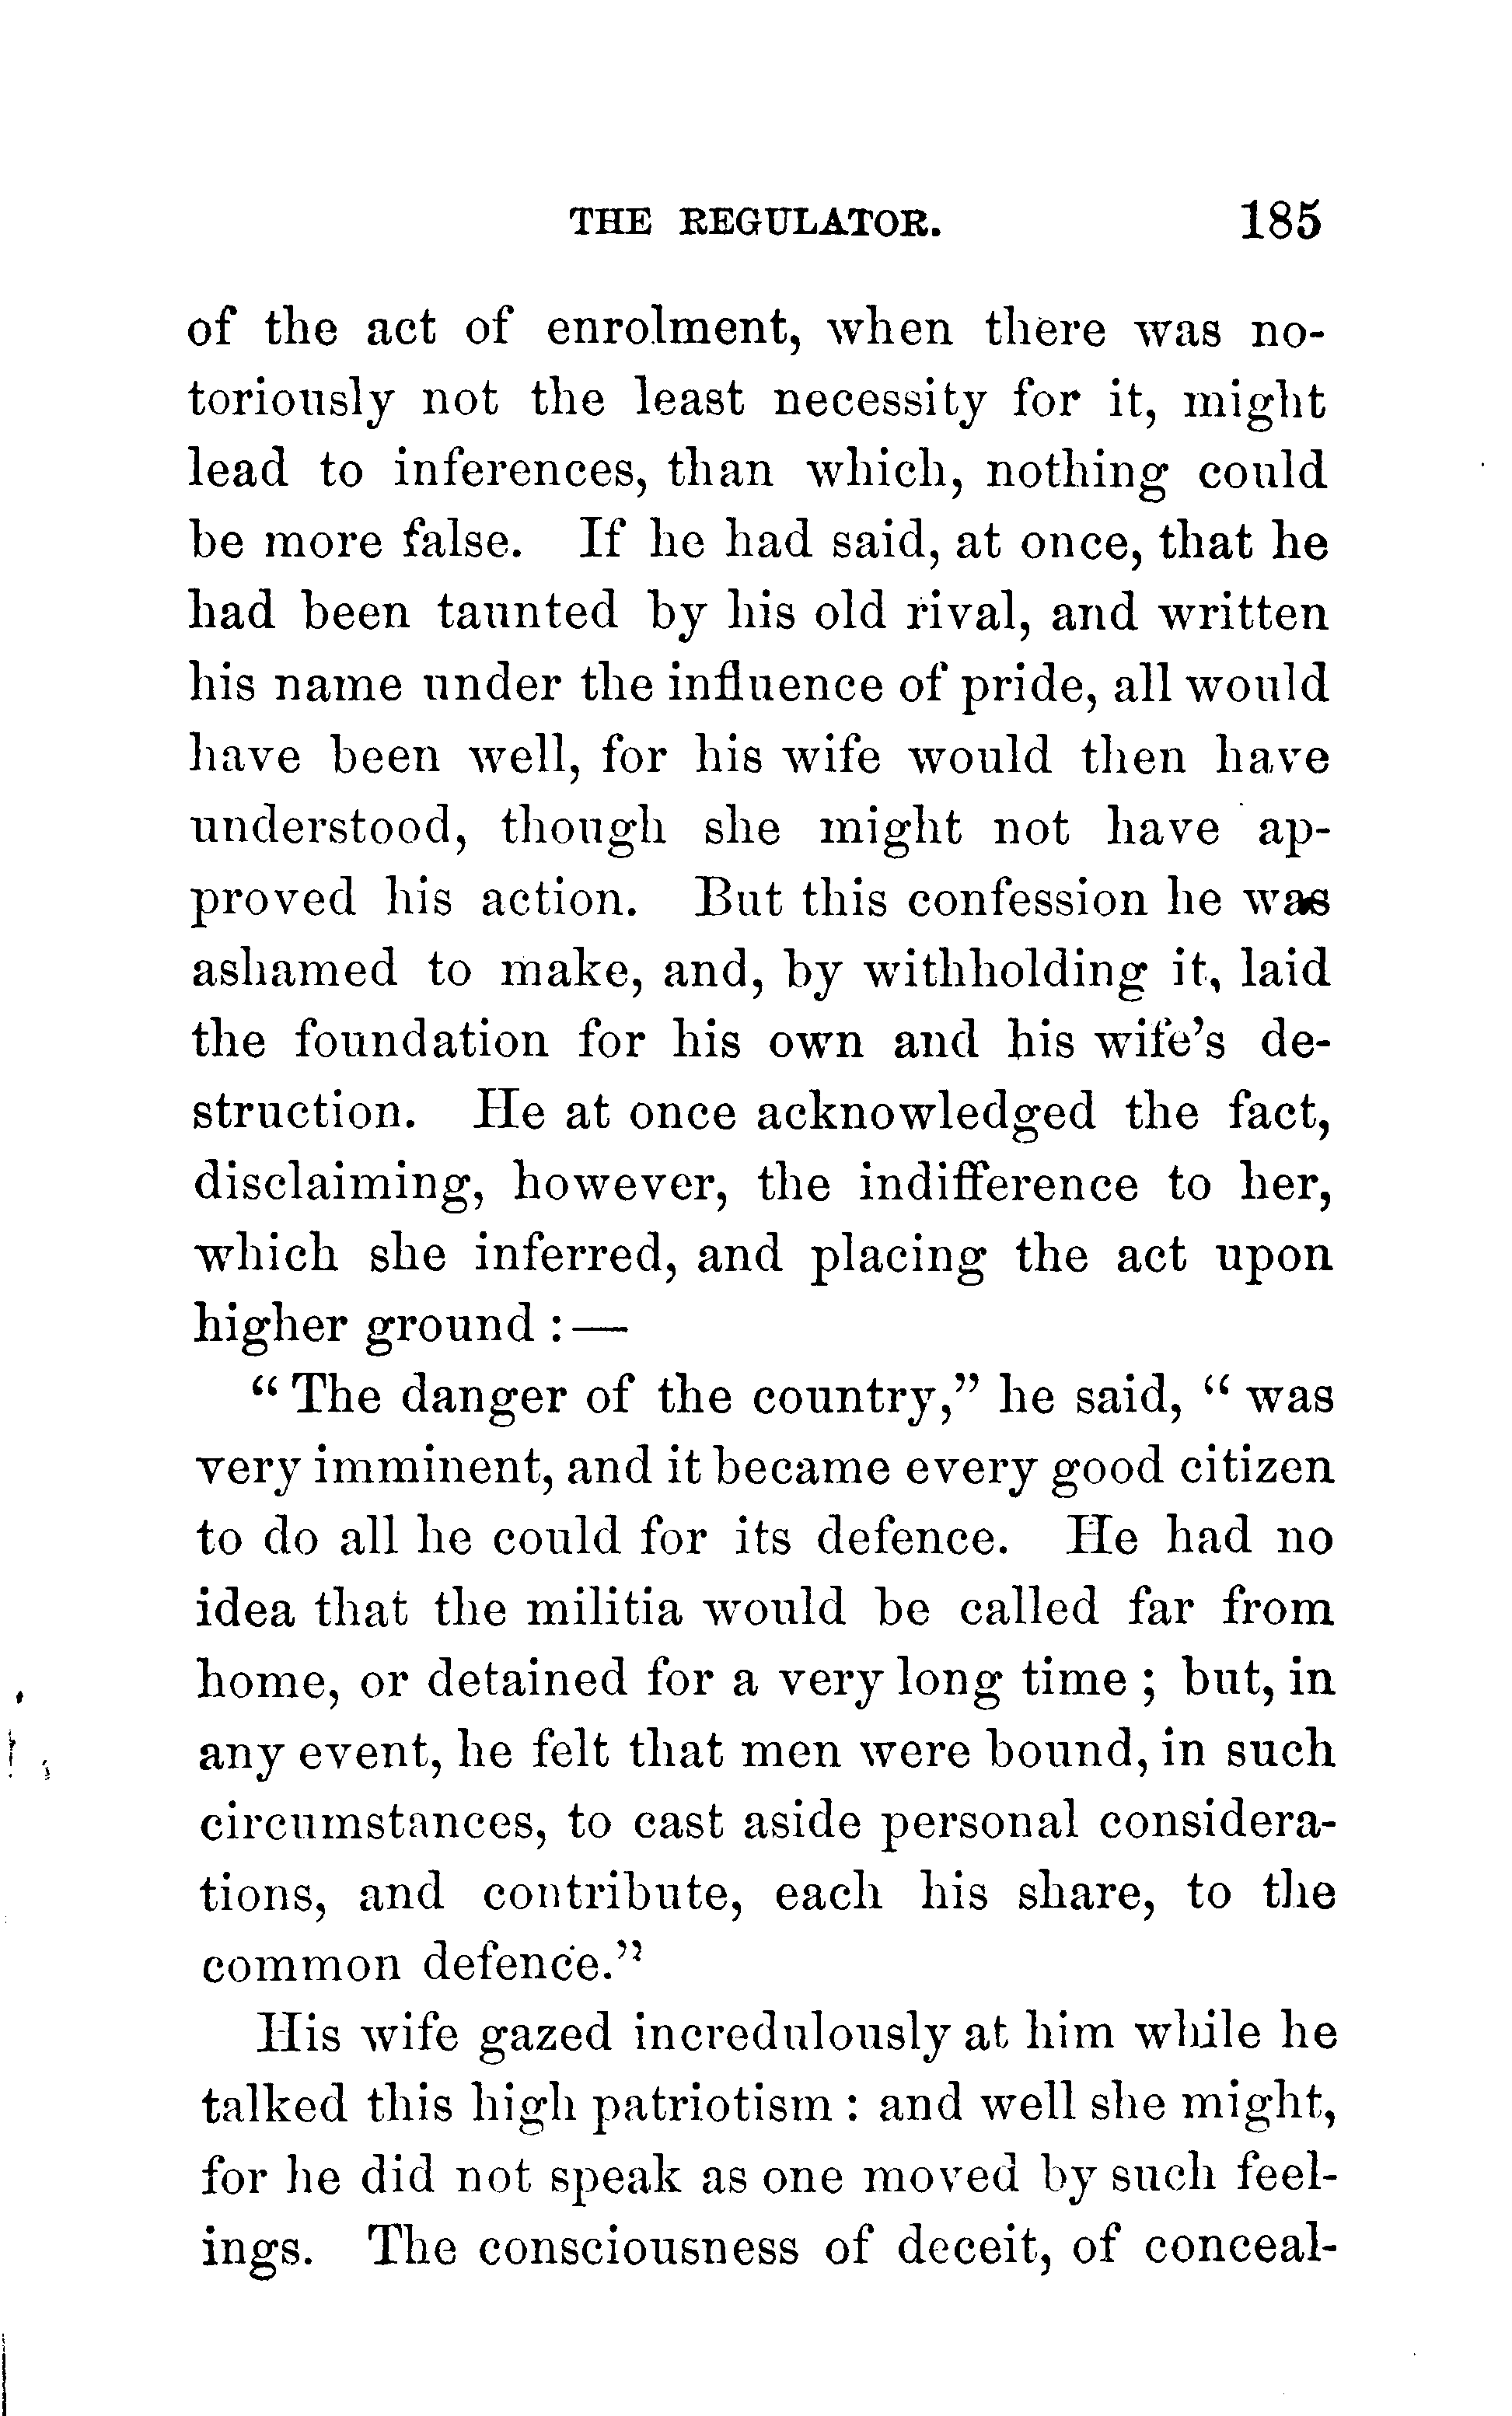 THE REGULATOR. 185
of the act of enrolment, when there was no-
toriously not the least necessity for it, might
lead to inferences, than which, nothing could
be more false. If he had said, at once, that he
had been taunted by his old rival, and written
his name under the influence of pride, all would
have been well, for his wife would then have
understood, though she might not have ap-
proved his action. But this confession he was
ashamed to make, and, by withholding it, laid
the foundation for his own and his wife's de-
struction. He at once acknowledged the fact,
disclaiming, however, the indifference to her,
which she inferred, and placing the act upon
higher ground :—
“ The danger of the country,” he said, “ was
very imminent, and it became every good citizen
to do all he could for its defence. He had no
idea that the militia would be called far from
home, or detained for a very long time ; but, in
any event, he felt that men were bound, in such
circumstances, to cast aside personal considera-
tions, and contribute, each his share, to the
common defence.”
His wife gazed incredulously at him while he
talked this high patriotism : and well she might,
for he did not speak as one moved by such feel-
ings. The consciousness of deceit, of conceal-